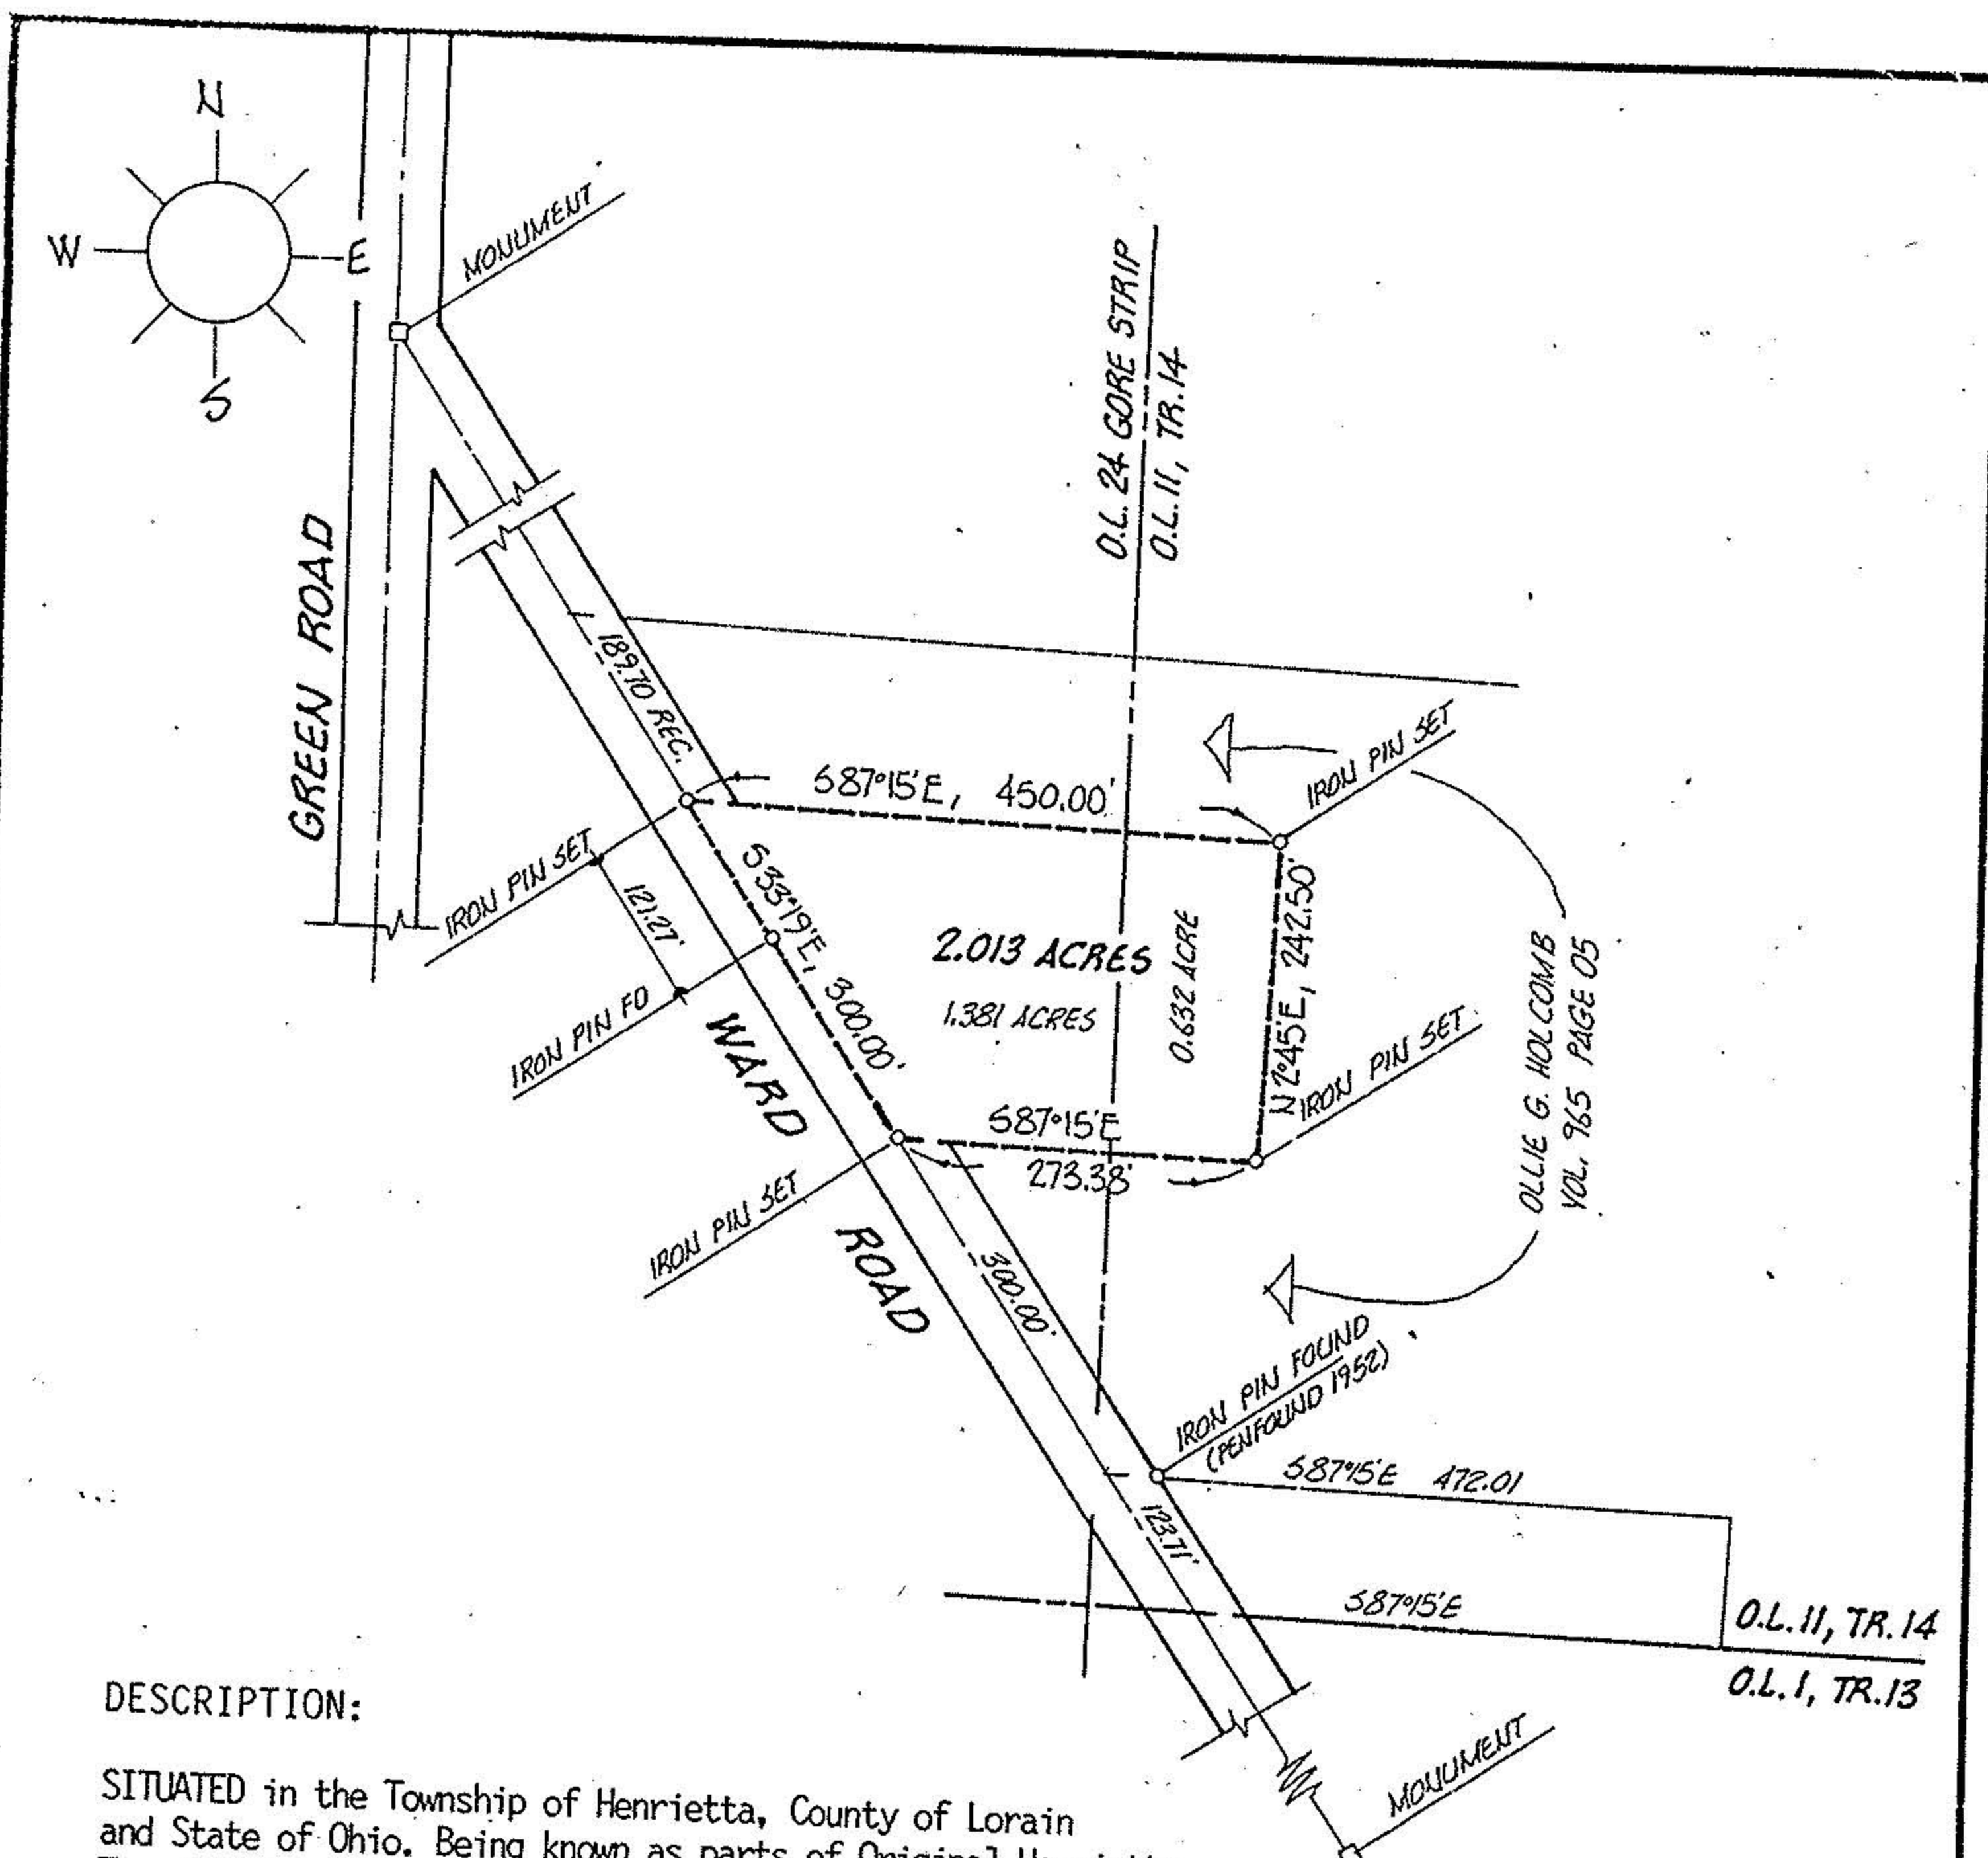 N
W
E
S
MONUMENT
GREEN ROAD
O.L. 24 GORE STRIP
O.L. 11, TR. 14
189.70 REC.
S87°15'E, 450.00'
IRON PIN SET
IRON PIN SET
121.27'
IRON PIN FD
S33°19'E, 300.00'
2.013 ACRES
1.381 ACRES
0.632 ACRE
N 2°45'E, 242.50'
IRON PIN SET
OLLIE G. HOLCOMB
VOL. 965 PAGE 05
WARD ROAD
S87°15'E
273.38'
IRON PIN SET
300.00'
IRON PIN FOUND
(PENFOUND 1952)
S87°15'E 472.01
123.71'
S87°15'E
O.L. 11, TR. 14
O.L. 1, TR. 13
MONUMENT
DESCRIPTION:
SITUATED in the Township of Henrietta, County of Lorain
and State of Ohio. Being known as parts of Original